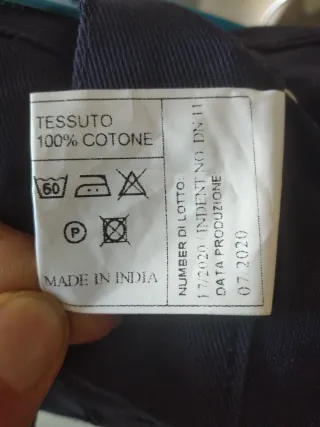 TESSUTO
100% COTONE
60
P
MADE IN INDIA
NUMBER DI LOTTO:
17/2020 INDENT NO. DN-11
DATA PRODUZIONE
07 2020